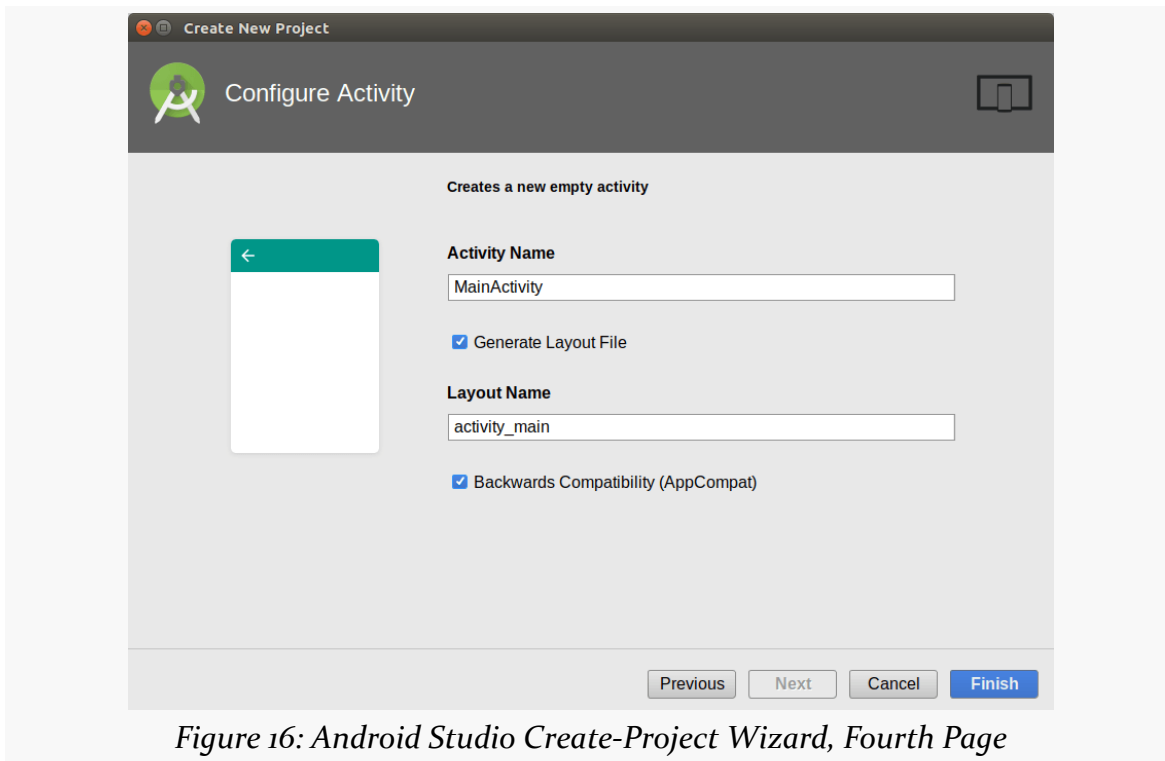 Create New Project
Configure Activity
Creates a new empty activity
Activity Name
MainActivity
Generate Layout File
Layout Name
activity_main
Backwards Compatibility (AppCompat)
Previous Next Cancel Finish
Figure 16: Android Studio Create-Project Wizard, Fourth Page